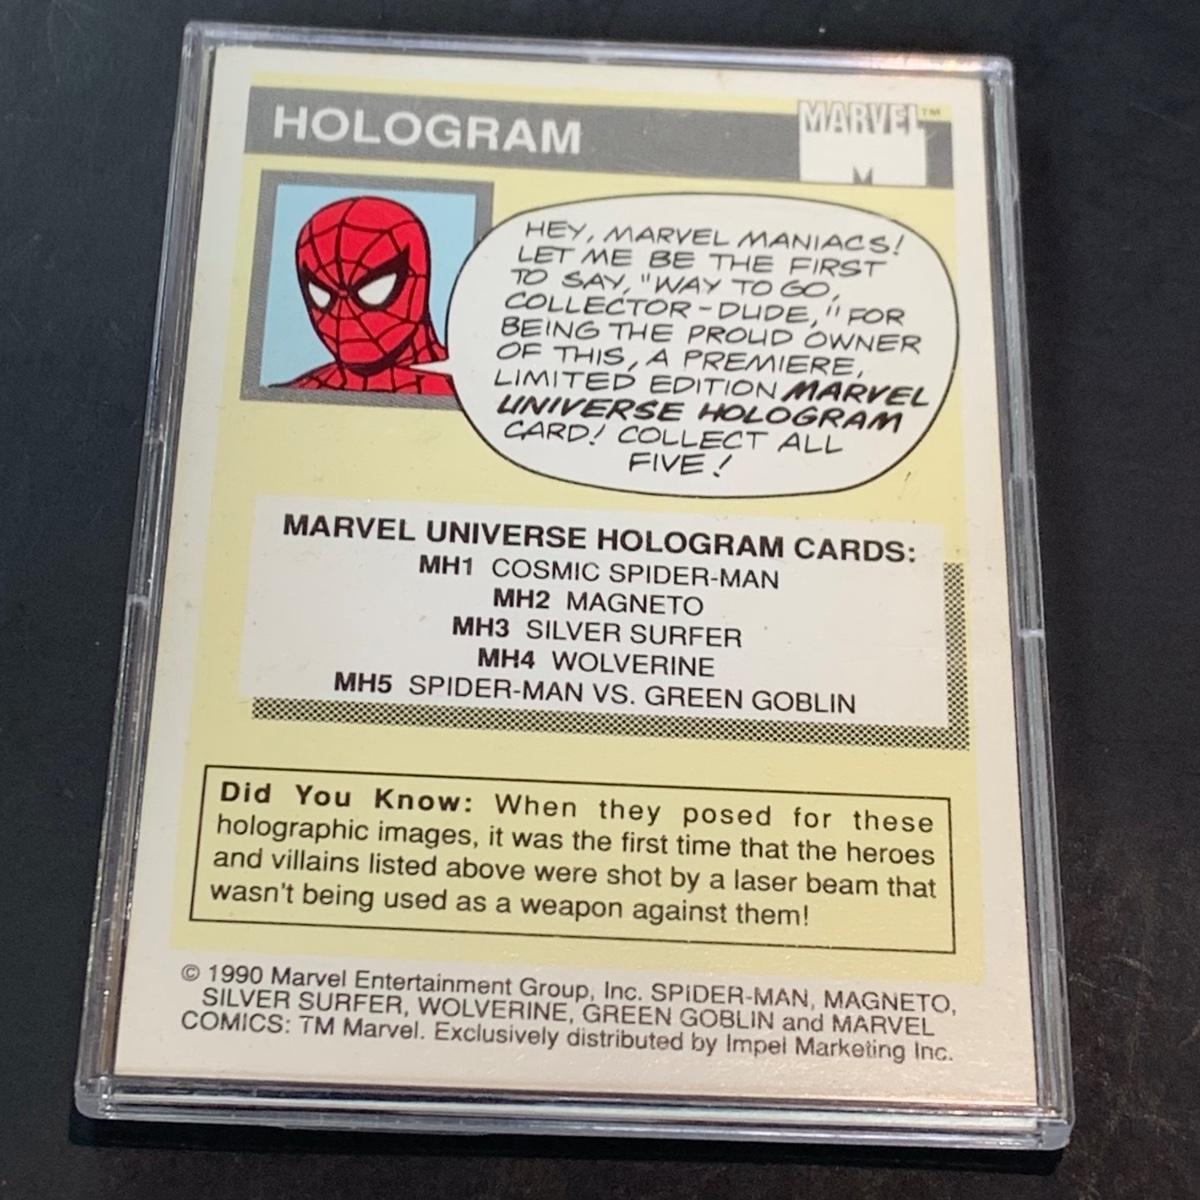 HOLOGRAM
MARVEL™
M
HEY, MARVEL MANIACS!
LET ME BE THE FIRST
TO SAY, "WAY TO GO,
COLLECTOR-DUDE," FOR
BEING THE PROUD OWNER
OF THIS, A PREMIERE,
LIMITED EDITION MARVEL
UNIVERSE HOLOGRAM
CARD! COLLECT ALL
FIVE!
MARVEL UNIVERSE HOLOGRAM CARDS:
MH1 COSMIC SPIDER-MAN
MH2 MAGNETO
MH3 SILVER SURFER
MH4 WOLVERINE
MH5 SPIDER-MAN VS. GREEN GOBLIN
Did You Know: When they posed for these
holographic images, it was the first time that the heroes
and villains listed above were shot by a laser beam that
wasn't being used as a weapon against them!
© 1990 Marvel Entertainment Group, Inc. SPIDER-MAN, MAGNETO,
SILVER SURFER, WOLVERINE, GREEN GOBLIN and MARVEL
COMICS: TM Marvel. Exclusively distributed by Impel Marketing Inc.